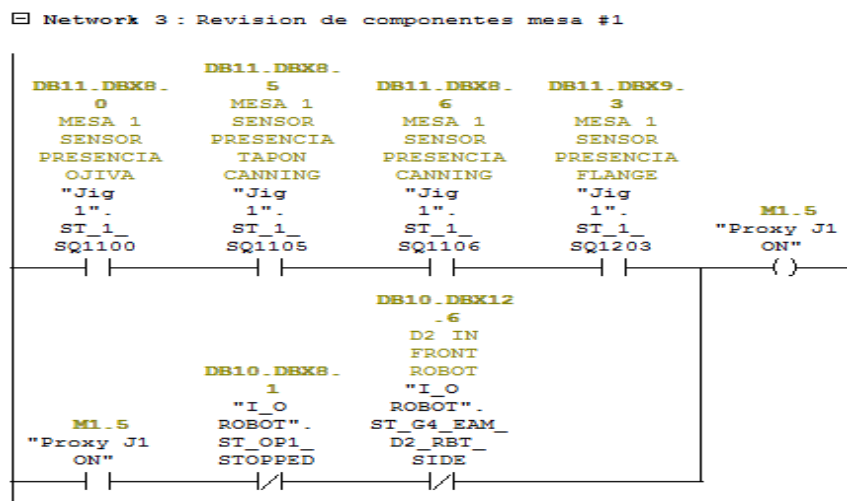 Network 3 : Revision de componentes mesa #1
DB11.DBX8.
0
MESA 1
SENSOR
PRESENCIA
OJIVA
"Jig
1".
ST_1_
SQ1100
DB11.DBX8.
5
MESA 1
SENSOR
PRESENCIA
TAPON
CANNING
"Jig
1".
ST_1_
SQ1105
DB11.DBX8.
6
MESA 1
SENSOR
PRESENCIA
CANNING
"Jig
1".
ST_1_
SQ1106
DB11.DBX9.
3
MESA 1
SENSOR
PRESENCIA
FLANGE
"Jig
1".
ST_1_
SQ1203
M1.5
"Proxy J1
ON"
M1.5
"Proxy J1
ON"
DB10.DBX8.
1
"I_O
ROBOT".
ST_OP1_
STOPPED
DB10.DBX12
.6
D2 IN
FRONT
ROBOT
"I_O
ROBOT".
ST_G4_EAM_
D2_RBT_
SIDE